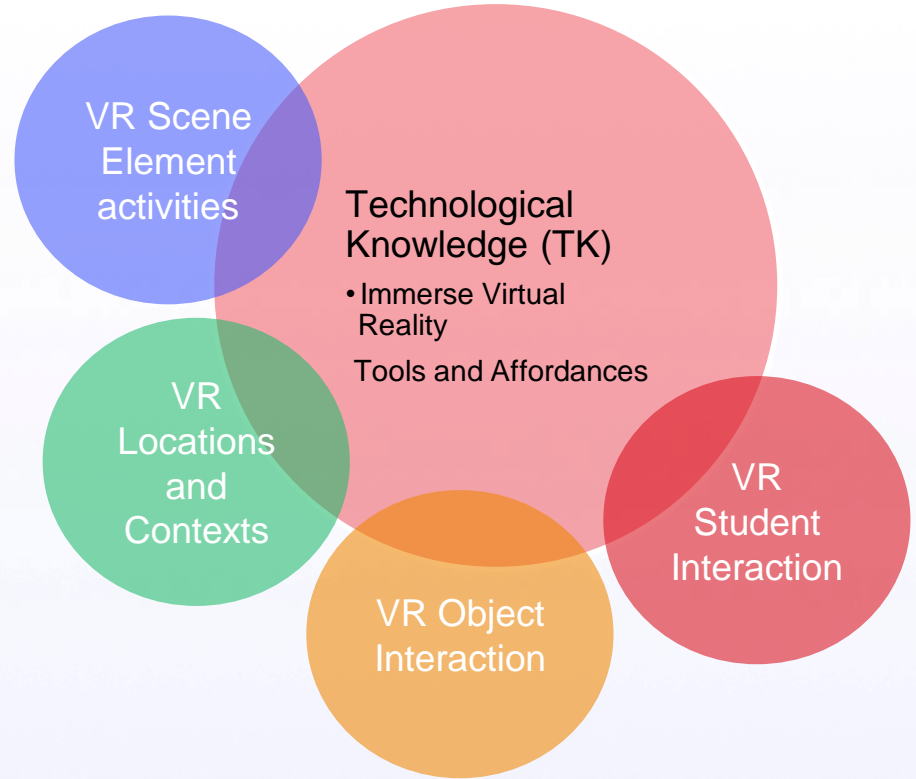 VR Scene
Element
activities
Technological
Knowledge (TK)
• Immerse Virtual
Reality
Tools and Affordances
VR
Locations
and
Contexts
VR
Student
Interaction
VR Object
Interaction